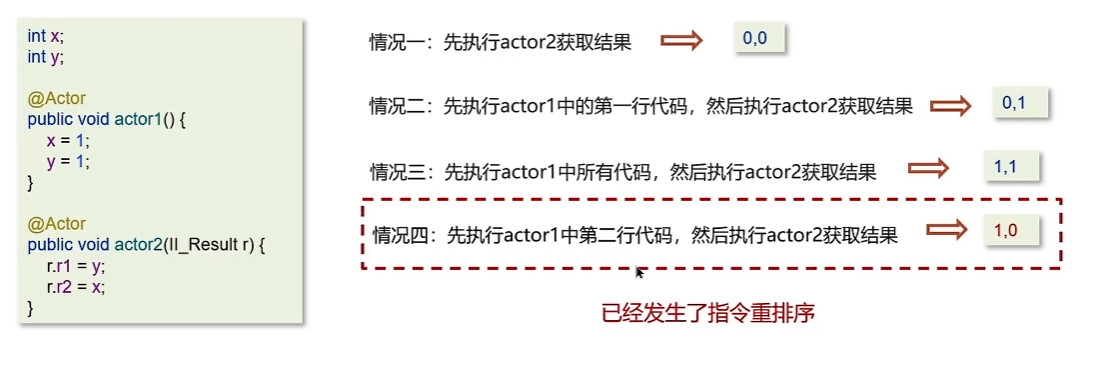 int x;
int y;
@Actor
public void actor1() {
x = 1;
y = 1;
}
@Actor
public void actor2(II_Result r) {
r.r1 = y;
r.r2 = x;
}
情况一：先执行actor2获取结果
0,0
情况二：先执行actor1中的第一行代码，然后执行actor2获取结果
0,1
情况三：先执行actor1中所有代码，然后执行actor2获取结果
1,1
情况四：先执行actor1中第二行代码，然后执行actor2获取结果
1,0
已经发生了指令重排序